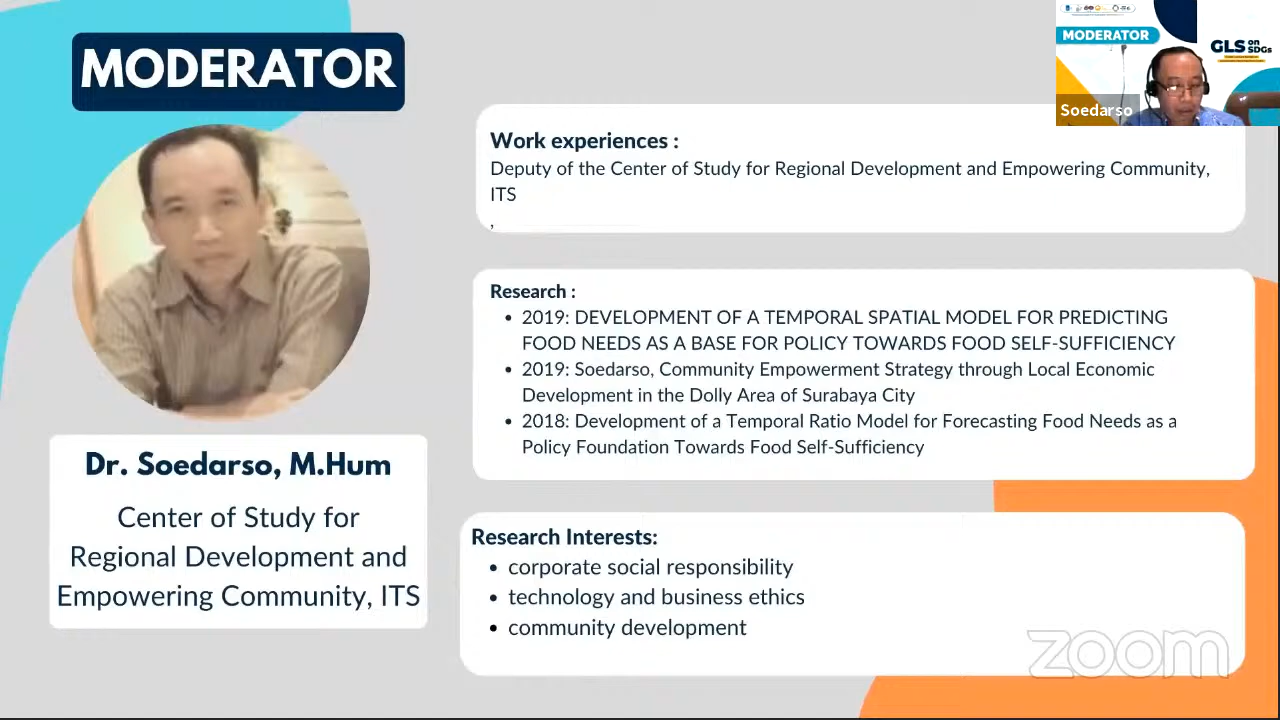 MODERATOR
Dr. Soedarso, M.Hum
Center of Study for
Regional Development and
Empowering Community, ITS
Work experiences :
Deputy of the Center of Study for Regional Development and Empowering Community,
ITS
,
Research :
• 2019: DEVELOPMENT OF A TEMPORAL SPATIAL MODEL FOR PREDICTING
FOOD NEEDS AS A BASE FOR POLICY TOWARDS FOOD SELF-SUFFICIENCY
• 2019: Soedarso, Community Empowerment Strategy through Local Economic
Development in the Dolly Area of Surabaya City
• 2018: Development of a Temporal Ratio Model for Forecasting Food Needs as a
Policy Foundation Towards Food Self-Sufficiency
Research Interests:
• corporate social responsibility
• technology and business ethics
• community development
MODERATOR
GLS on SDGs
Soedarso
zoom